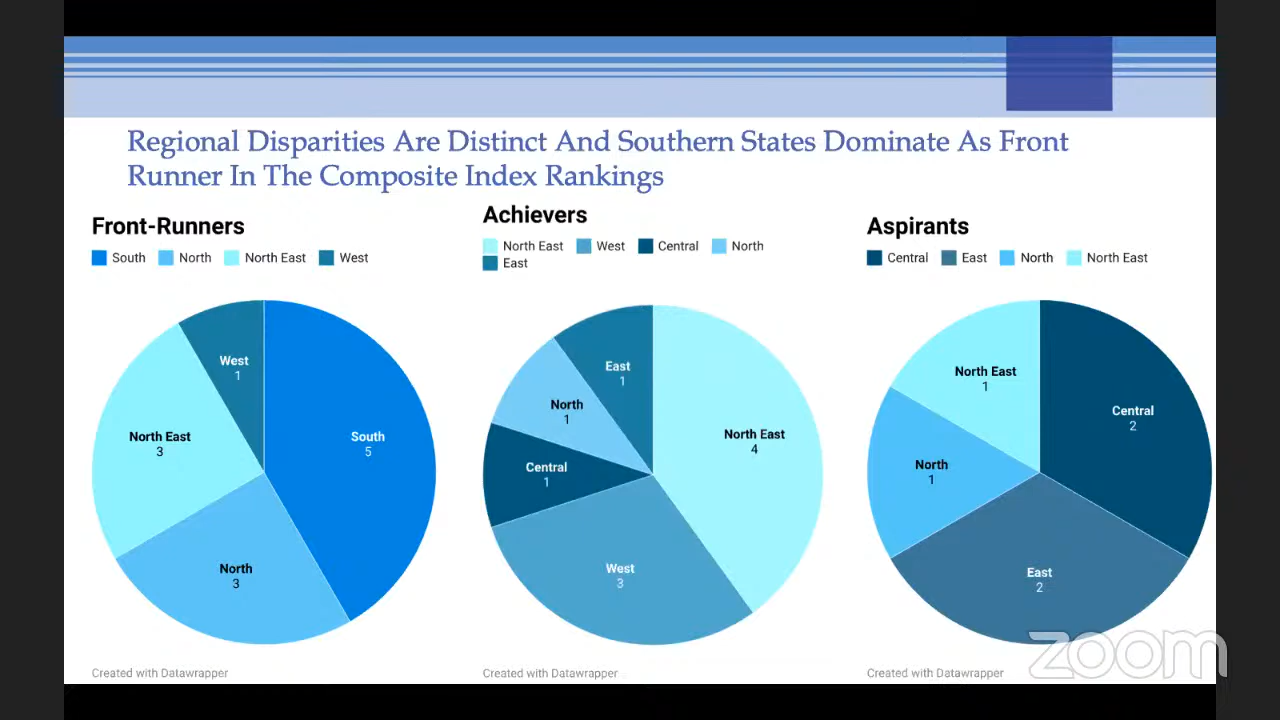 Regional Disparities Are Distinct And Southern States Dominate As Front
Runner In The Composite Index Rankings
Front-Runners
South North North East West
West
1
North East
3
South
5
North
3
Created with Datawrapper
Achievers
North East West Central North
East
East
1
North
1
North East
4
Central
1
West
3
Created with Datawrapper
Aspirants
Central East North North East
North East
1
Central
2
North
1
East
2
Created with Datawrapper
zoom